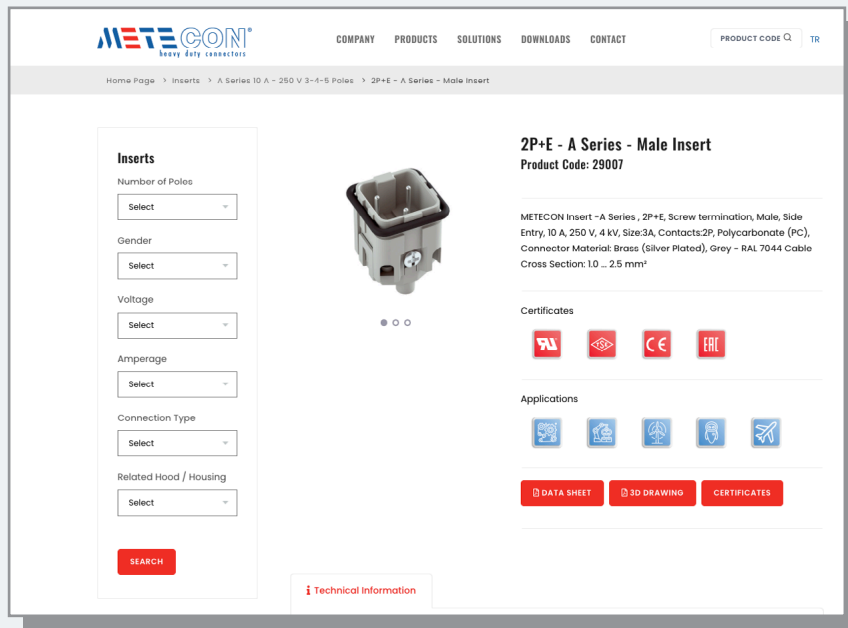 METECON®
heavy duty connectors
COMPANY PRODUCTS SOLUTIONS DOWNLOADS CONTACT
PRODUCT CODE
TR
Home Page > Inserts > A Series 10 A - 250 V 3-4-5 Poles > 2P+E - A Series - Male Insert
Inserts
Number of Poles
Select
Gender
Select
Voltage
Select
Amperage
Select
Connection Type
Select
Related Hood / Housing
Select
SEARCH
2P+E - A Series - Male Insert
Product Code: 29007
METECON Insert -A Series , 2P+E, Screw termination, Male, Side
Entry, 10 A, 250 V, 4 kV, Size:3A, Contacts:2P, Polycarbonate (PC),
Connector Material: Brass (Silver Plated), Grey - RAL 7044 Cable
Cross Section: 1.0 ... 2.5 mm²
Certificates
TSE CE EAC
Applications
DATA SHEET 3D DRAWING CERTIFICATES
Technical Information